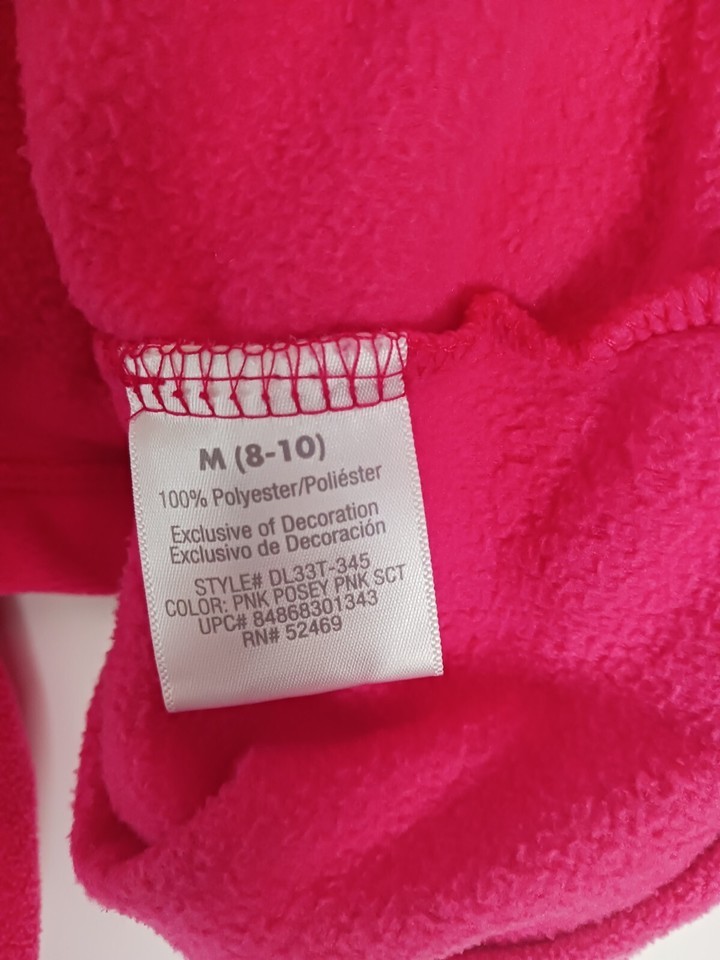 M (8-10)
100% Polyester/Poliéster
Exclusive of Decoration
Exclusivo de Decoración
STYLE# DL33T-345
COLOR: PNK POSEY PNK SCT
UPC# 84868301343
RN# 52469